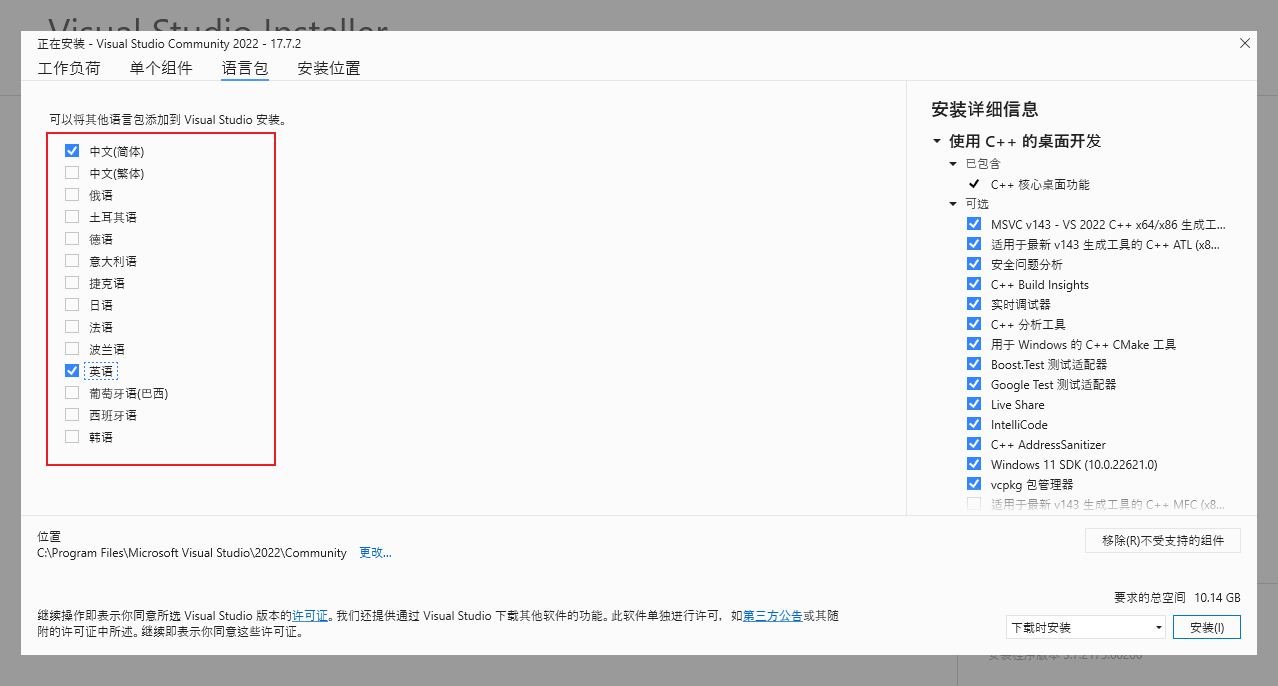 Visual Studio Installer
正在安装 - Visual Studio Community 2022 - 17.7.2
工作负荷 单个组件 语言包 安装位置
可以将其他语言包添加到 Visual Studio 安装。
中文(简体)
中文(繁体)
俄语
土耳其语
德语
意大利语
捷克语
日语
法语
波兰语
英语
葡萄牙语(巴西)
西班牙语
韩语
安装详细信息
使用 C++ 的桌面开发
已包含
C++ 核心桌面功能
可选
MSVC v143 - VS 2022 C++ x64/x86 生成工...
适用于最新 v143 生成工具的 C++ ATL (x8...
安全问题分析
C++ Build Insights
实时调试器
C++ 分析工具
用于 Windows 的 C++ CMake 工具
Boost.Test 测试适配器
Google Test 测试适配器
Live Share
IntelliCode
C++ AddressSanitizer
Windows 11 SDK (10.0.22621.0)
vcpkg 包管理器
适用于最新 v143 生成工具的 C++ MFC (x8...
位置
C:\Program Files\Microsoft Visual Studio\2022\Community 更改...
移除(R)不受支持的组件
继续操作即表示你同意所选 Visual Studio 版本的许可证。我们还提供通过 Visual Studio 下载其他软件的功能。此软件单独进行许可，如第三方公告或其随
附的许可证中所述。继续即表示你同意这些许可证。
要求的总空间 10.14 GB
下载时安装
安装(I)